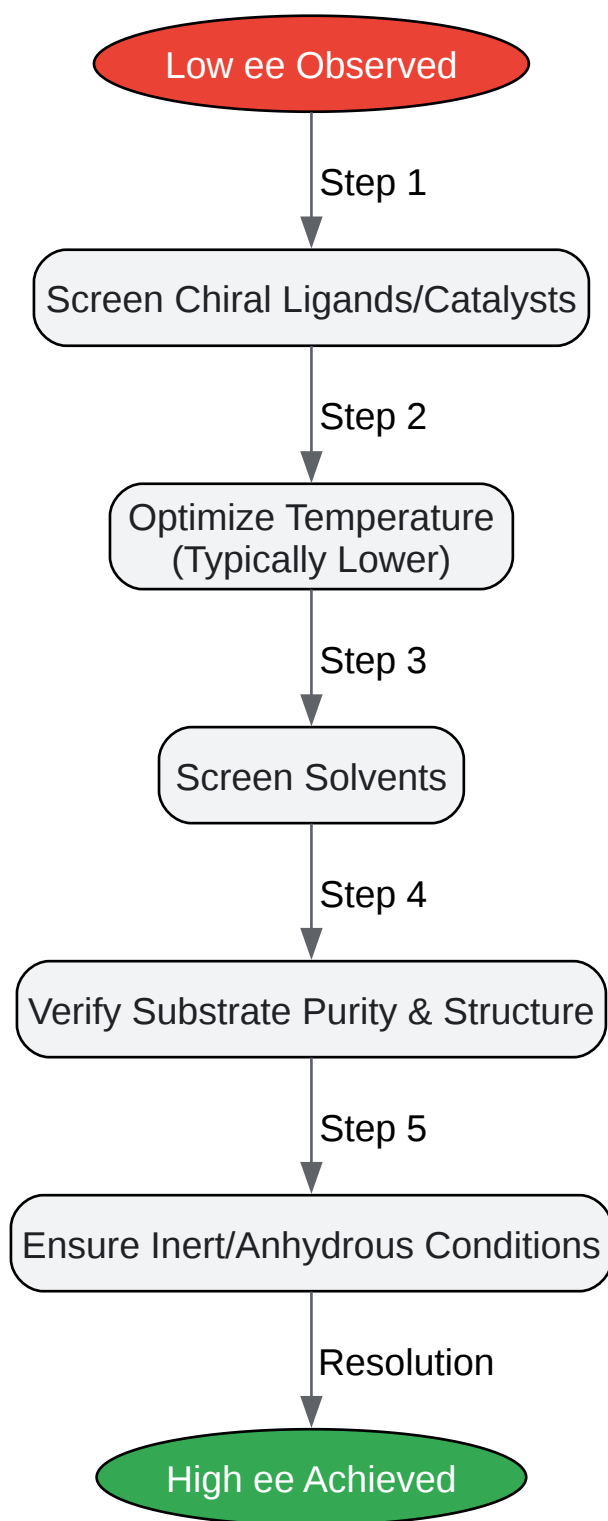 Low ee Observed
Step 1
Screen Chiral Ligands/Catalysts
Step 2
Optimize Temperature
(Typically Lower)
Step 3
Screen Solvents
Step 4
Verify Substrate Purity & Structure
Step 5
Ensure Inert/Anhydrous Conditions
Resolution
High ee Achieved